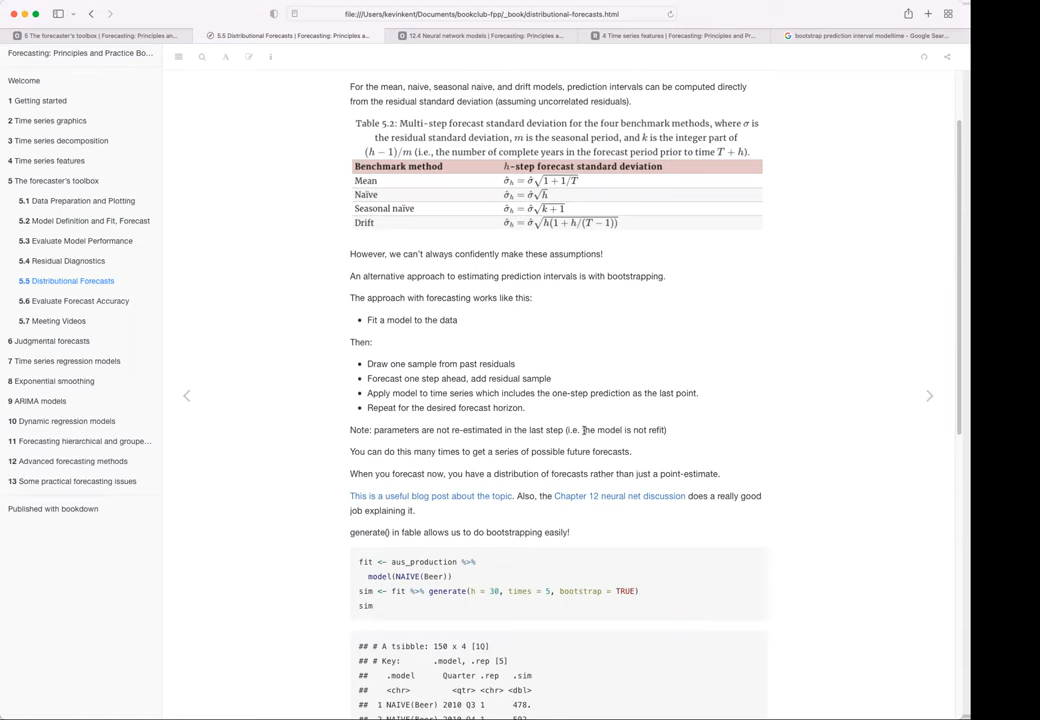 file:///Users/kevinkent/Documents/bookclub-fpp/_book/distributional-forecasts.html
5 The forecaster's toolbox | Forecasting: Principles an...
5.5 Distributional Forecasts | Forecasting: Principles a...
12.4 Neural network models | Forecasting: Principles a...
4 Time series features | Forecasting: Principles and Pr...
bootstrap prediction interval modeltime - Google Sear...
Forecasting: Principles and Practice Bo...
Welcome
1 Getting started
2 Time series graphics
3 Time series decomposition
4 Time series features
5 The forecaster's toolbox
5.1 Data Preparation and Plotting
5.2 Model Definition and Fit, Forecast
5.3 Evaluate Model Performance
5.4 Residual Diagnostics
5.5 Distributional Forecasts
5.6 Evaluate Forecast Accuracy
5.7 Meeting Videos
6 Judgmental forecasts
7 Time series regression models
8 Exponential smoothing
9 ARIMA models
10 Dynamic regression models
11 Forecasting hierarchical and groupe...
12 Advanced forecasting methods
13 Some practical forecasting issues
Published with bookdown
For the mean, naive, seasonal naive, and drift models, prediction intervals can be computed directly
from the residual standard deviation (assuming uncorrelated residuals).
Table 5.2: Multi-step forecast standard deviation for the four benchmark methods, where σ is
the residual standard deviation, m is the seasonal period, and k is the integer part of
(h − 1)/m (i.e., the number of complete years in the forecast period prior to time T + h).
Benchmark method h-step forecast standard deviation
Mean σ̂ₕ = σ̂√(1 + 1/T)
Naïve σ̂ₕ = σ̂√h
Seasonal naïve σ̂ₕ = σ̂√(k + 1)
Drift σ̂ₕ = σ̂√(h(1 + h/(T − 1)))
However, we can't always confidently make these assumptions!
An alternative approach to estimating prediction intervals is with bootstrapping.
The approach with forecasting works like this:
• Fit a model to the data
Then:
• Draw one sample from past residuals
• Forecast one step ahead, add residual sample
• Apply model to time series which includes the one-step prediction as the last point.
• Repeat for the desired forecast horizon.
Note: parameters are not re-estimated in the last step (i.e. the model is not refit)
You can do this many times to get a series of possible future forecasts.
When you forecast now, you have a distribution of forecasts rather than just a point-estimate.
This is a useful blog post about the topic. Also, the Chapter 12 neural net discussion does a really good
job explaining it.
generate() in fable allows us to do bootstrapping easily!
fit <- aus_production %>%
model(NAIVE(Beer))
sim <- fit %>% generate(h = 30, times = 5, bootstrap = TRUE)
sim
## # A tsibble: 150 x 4 [1Q]
## # Key: .model, .rep [5]
## .model Quarter .rep .sim
## <chr> <qtr> <chr> <dbl>
## 1 NAIVE(Beer) 2010 Q3 1 478.